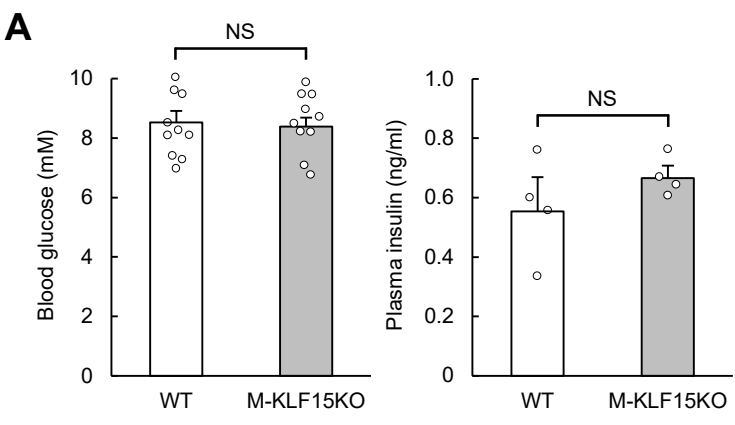 A
NS
Blood glucose (mM)
10
8
6
4
2
0
WT
M-KLF15KO
NS
Plasma insulin (ng/ml)
1.0
0.8
0.6
0.4
0.2
0
WT
M-KLF15KO